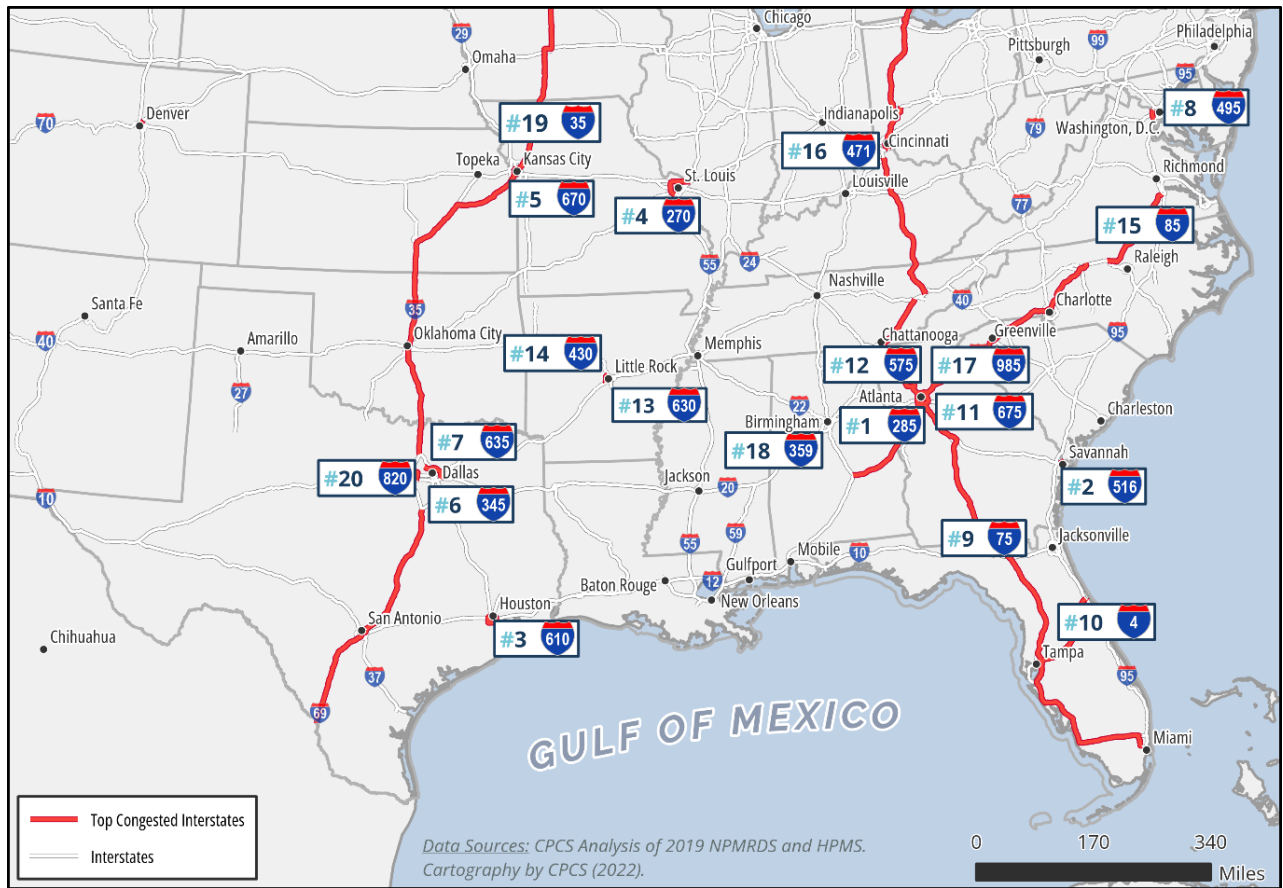 Chicago
Philadelphia
99
Pittsburgh
29
Omaha
95
#8 495
Denver
70
Indianapolis
#19 35
Washington, D.C.
79
Cincinnati
#16 471
Topeka
Kansas City
Richmond
St. Louis
Louisville
#5 670
77
#4 270
#15 85
55
24
Raleigh
Nashville
40
Santa Fe
35
Charlotte
95
Oklahoma City
Chattanooga
Greenville
40
Amarillo
Memphis
#14 430
#12 575
#17 985
Little Rock
27
Atlanta
#13 630
22
#11 675
Charleston
Birmingham
#1 285
#7 635
#18 359
Savannah
Dallas
#20 820
Jackson
20
#2 516
10
#6 345
59
55
#9 75
Jacksonville
Mobile
10
Gulfport
Baton Rouge
12
New Orleans
Houston
San Antonio
#10 4
Chihuahua
#3 610
Tampa
37
95
69
GULF OF MEXICO
Miami
Top Congested Interstates
Interstates
Data Sources: CPCS Analysis of 2019 NPMRDS and HPMS.
Cartography by CPCS (2022).
0 170 340
Miles